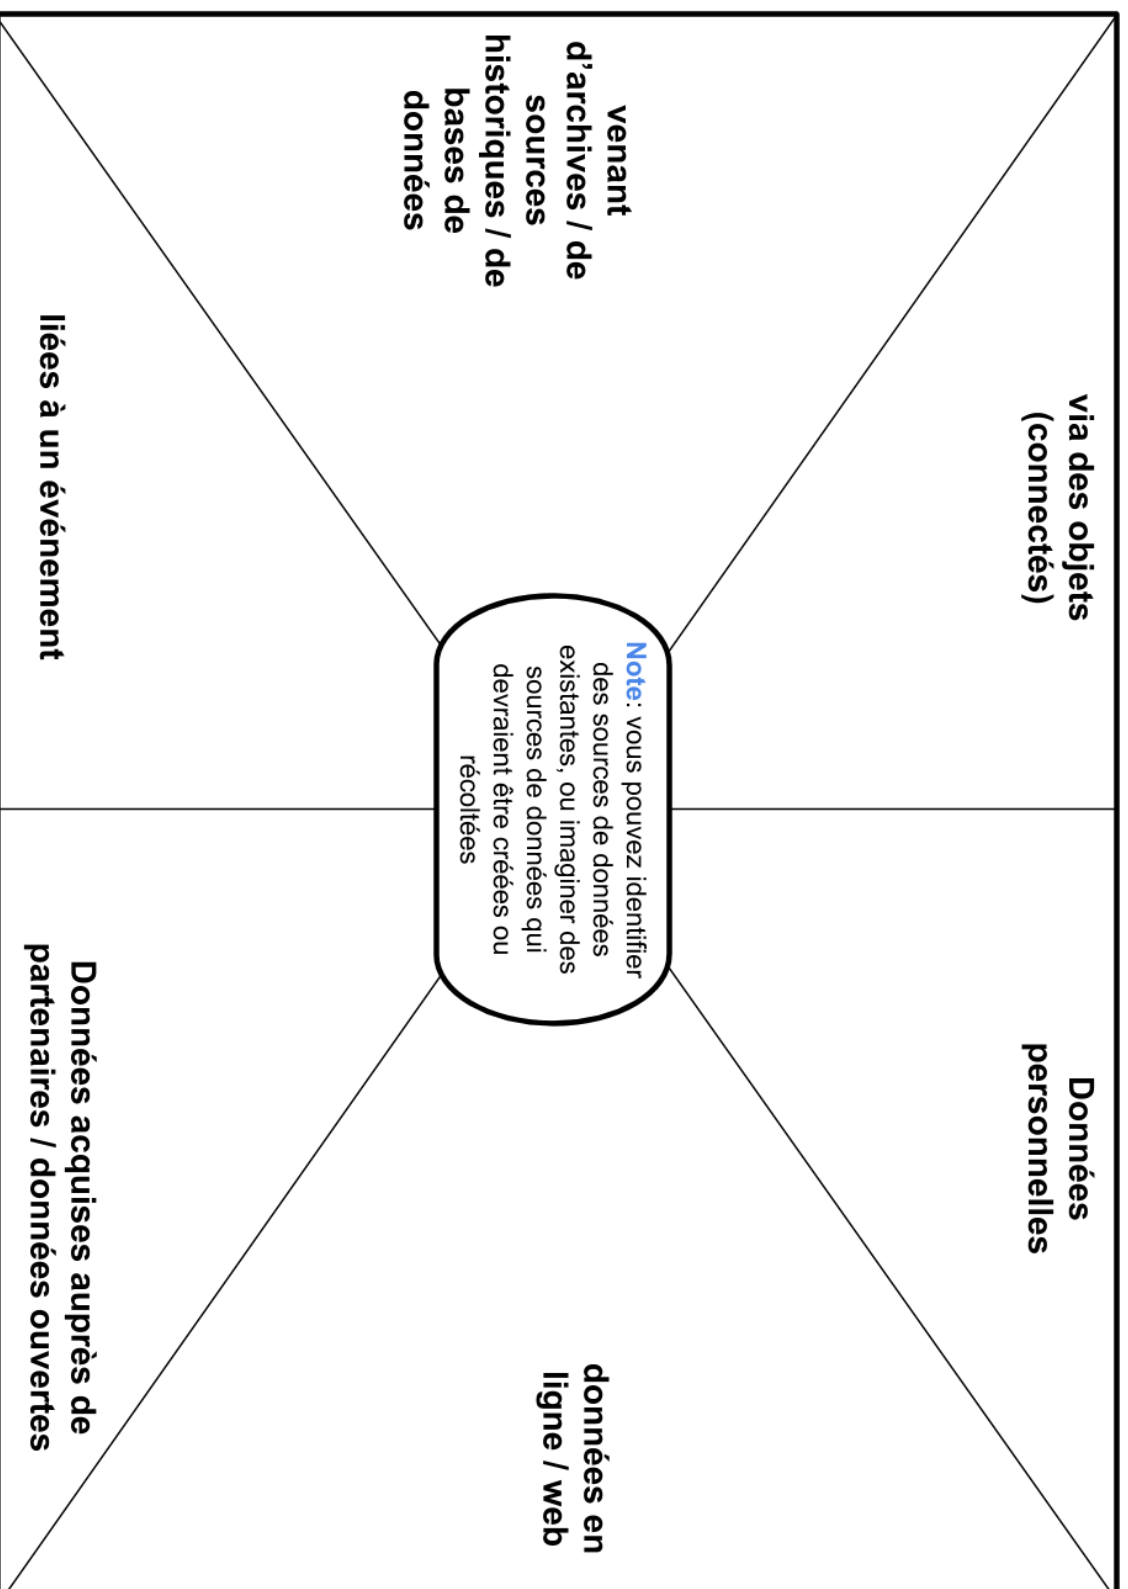 via des objets
(connectés)
Données
personnelles
venant
d'archives / de
sources
historiques / de
bases de
données
Note: vous pouvez identifier
des sources de données
existantes, ou imaginer des
sources de données qui
devraient être créées ou
récoltées
données en
ligne / web
liées à un événement
Données acquises auprès de
partenaires / données ouvertes